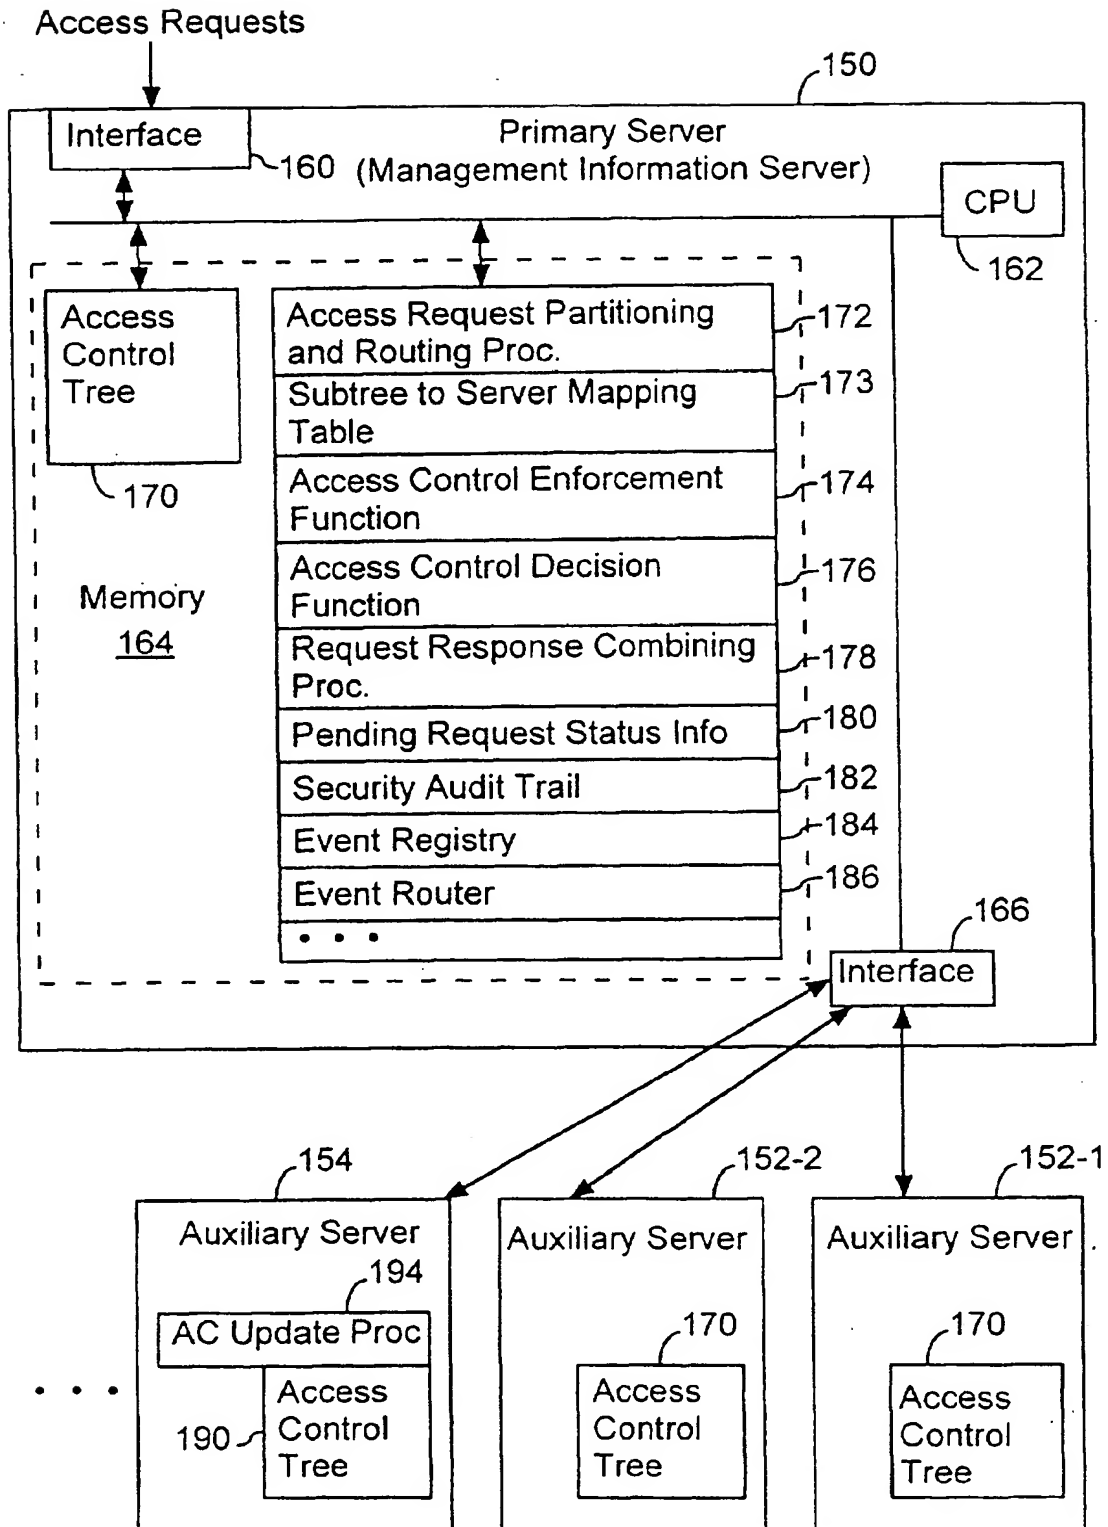 Access Requests
150
Interface
160
Primary Server
(Management Information Server)
CPU
162
Access
Control
Tree
170
Memory
164
Access Request Partitioning
and Routing Proc.
172
Subtree to Server Mapping
Table
173
Access Control Enforcement
Function
174
Access Control Decision
Function
176
Request Response Combining
Proc.
178
Pending Request Status Info
180
Security Audit Trail
182
Event Registry
184
Event Router
186
• • •
166
Interface
154
Auxiliary Server
194
AC Update Proc
190
Access
Control
Tree
• • •
152-2
Auxiliary Server
170
Access
Control
Tree
152-1
Auxiliary Server
170
Access
Control
Tree